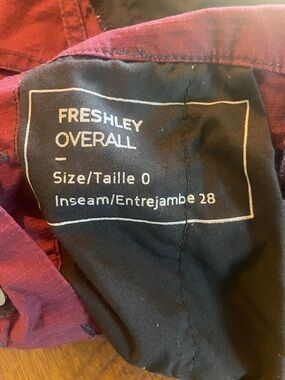 FRESHLEY
OVERALL
–
Size/Taille 0
Inseam/Entrejambe 28